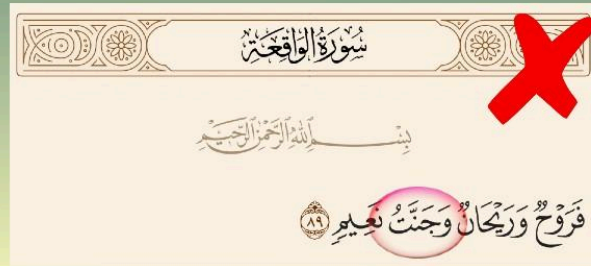 سُورَةُ الوَاقِعَةِ
بِسْمِ ٱللَّهِ ٱلرَّحْمَٰنِ ٱلرَّحِيمِ
فَرَوْحٌ وَرَيْحَانٌ وَجَنَّتُ نَعِيمٍ ٨٩